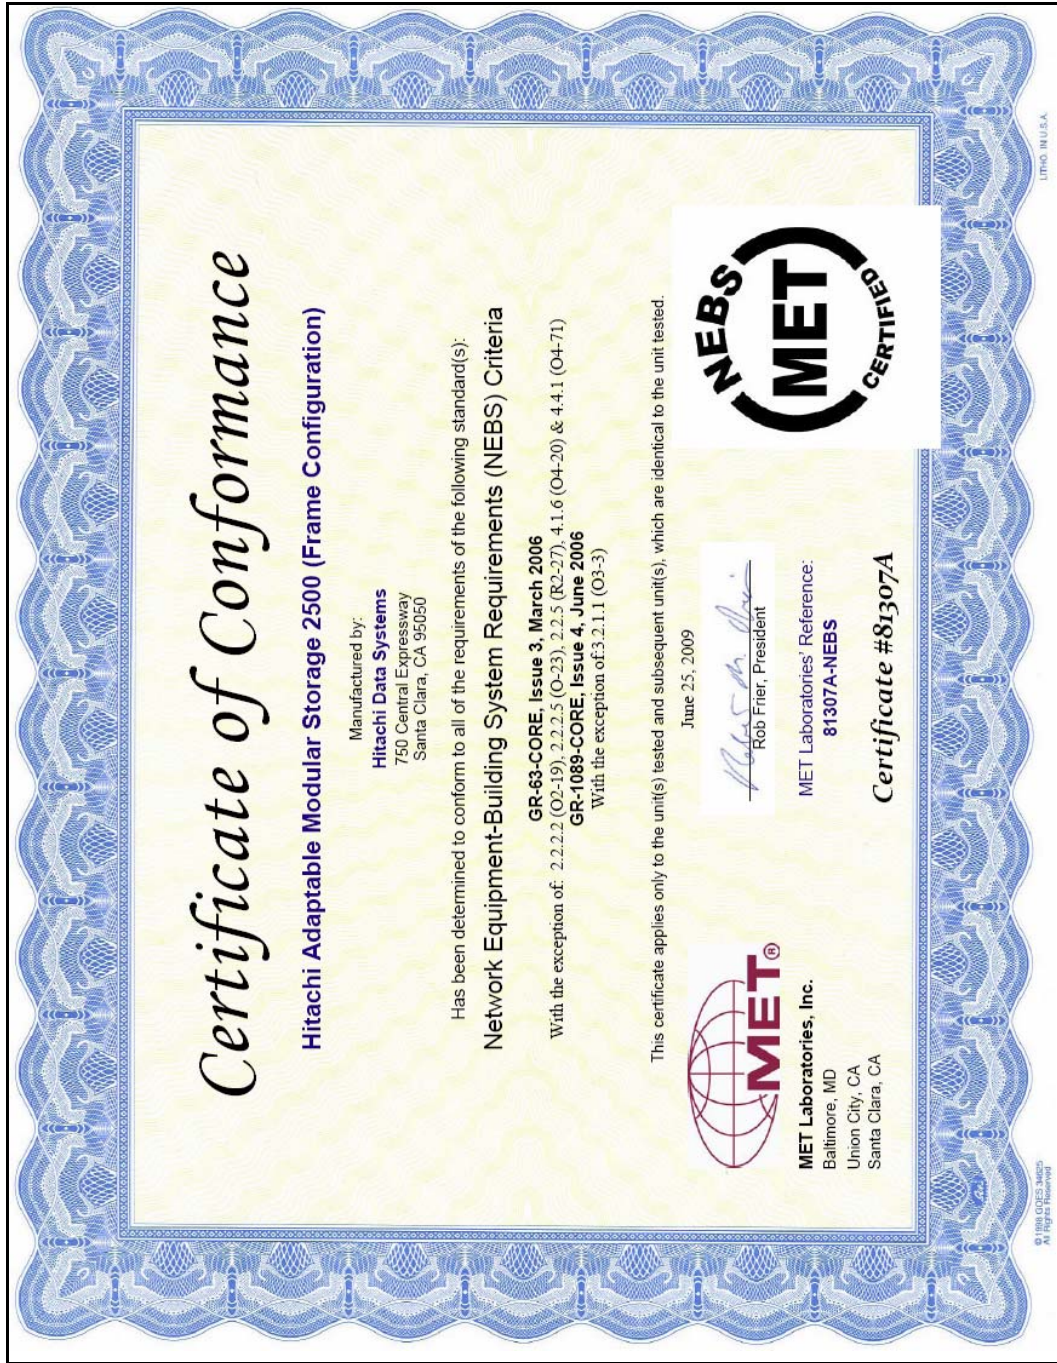 Certificate of Conformance
Hitachi Adaptable Modular Storage 2500 (Frame Configuration)
Manufactured by:
Hitachi Data Systems
750 Central Expressway
Santa Clara, CA 95050
Has been determined to conform to all of the requirements of the following standard(s):
Network Equipment-Building System Requirements (NEBS) Criteria
GR-63-CORE, Issue 3, March 2006
With the exception of: 2.2.2.2 (O2-19), 2.2.2.5 (O-23), 2.2.5 (R2-27), 4.1.6 (O4-20) & 4.4.1 (O4-71)
GR-1089-CORE, Issue 4, June 2006
With the exception of:3.2.1.1 (O3-3)
This certificate applies only to the unit(s) tested and subsequent unit(s), which are identical to the unit tested.
June 25, 2009
MET®
Rob Frier, President
NEBS
MET
CERTIFIED
MET Laboratories, Inc.
Baltimore, MD
Union City, CA
Santa Clara, CA
MET Laboratories' Reference:
81307A-NEBS
Certificate #81307A
©1998 GOES 34625
All Rights Reserved
LITHO. IN U.S.A.